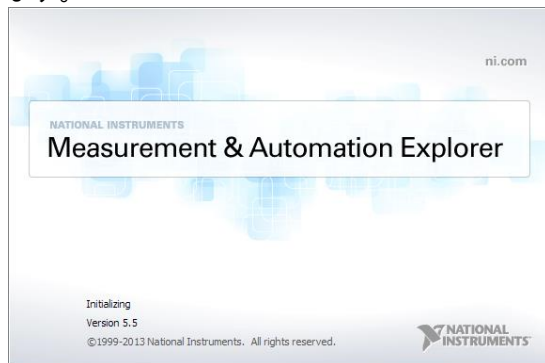 ni.com
NATIONAL INSTRUMENTS
Measurement & Automation Explorer
Initializing
Version 5.5
©1999-2013 National Instruments. All rights reserved.
NATIONAL
INSTRUMENTS™